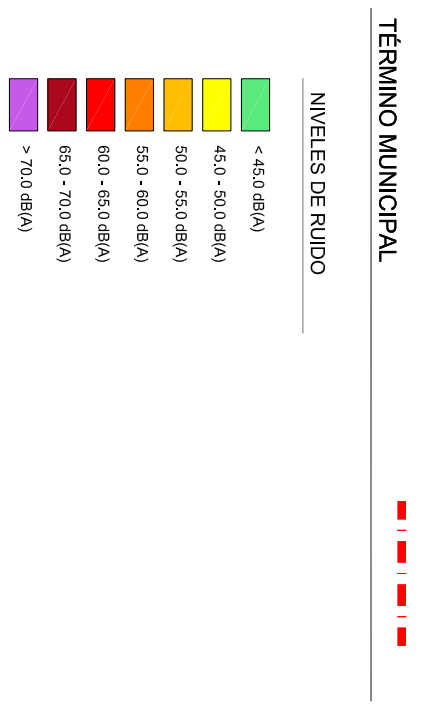 TÉRMINO MUNICIPAL
NIVELES DE RUIDO
< 45.0 dB(A)
45.0 - 50.0 dB(A)
50.0 - 55.0 dB(A)
55.0 - 60.0 dB(A)
60.0 - 65.0 dB(A)
65.0 - 70.0 dB(A)
> 70.0 dB(A)